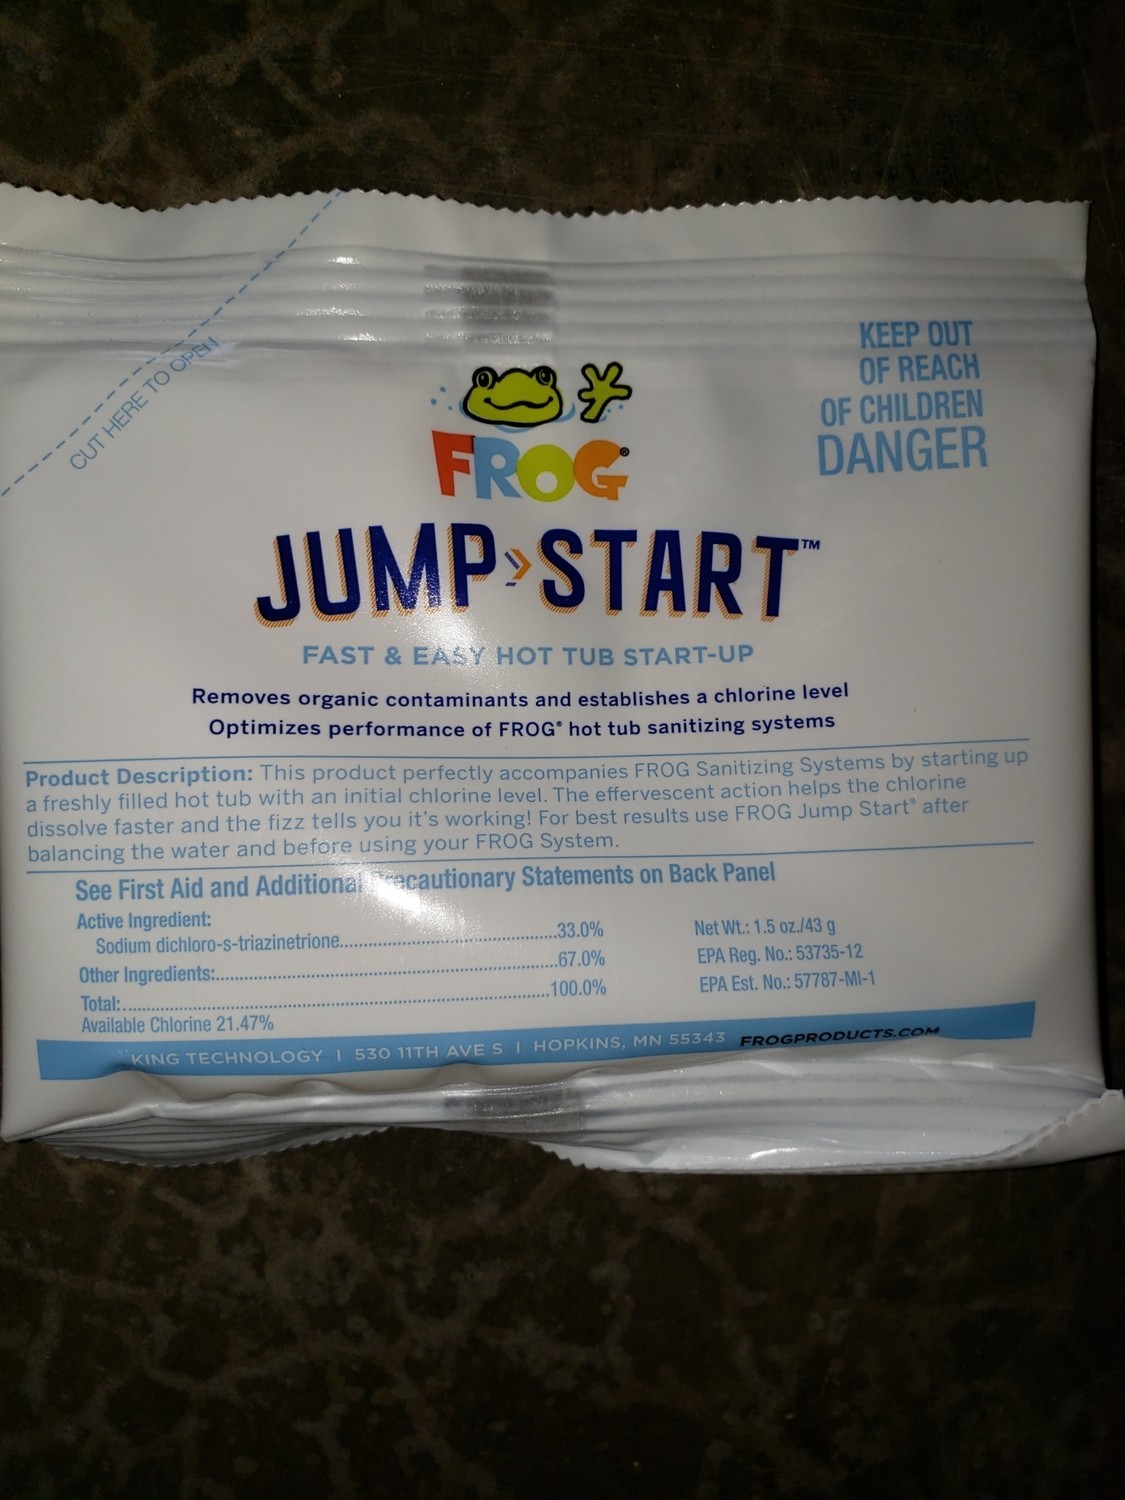 CUT HERE TO OPEN
KEEP OUT
OF REACH
OF CHILDREN
DANGER
FROG®
JUMP START™
FAST & EASY HOT TUB START-UP
Removes organic contaminants and establishes a chlorine level
Optimizes performance of FROG® hot tub sanitizing systems
Product Description: This product perfectly accompanies FROG Sanitizing Systems by starting up
a freshly filled hot tub with an initial chlorine level. The effervescent action helps the chlorine
dissolve faster and the fizz tells you it's working! For best results use FROG Jump Start® after
balancing the water and before using your FROG System.
See First Aid and Additional Precautionary Statements on Back Panel
Active Ingredient:
Sodium dichloro-s-triazinetrione..........33.0%
Other Ingredients:..........67.0%
Total:..........100.0%
Available Chlorine 21.47%
Net Wt.: 1.5 oz./43 g
EPA Reg. No.: 53735-12
EPA Est. No.: 57787-MI-1
KING TECHNOLOGY | 530 11TH AVE S | HOPKINS, MN 55343 FROGPRODUCTS.COM